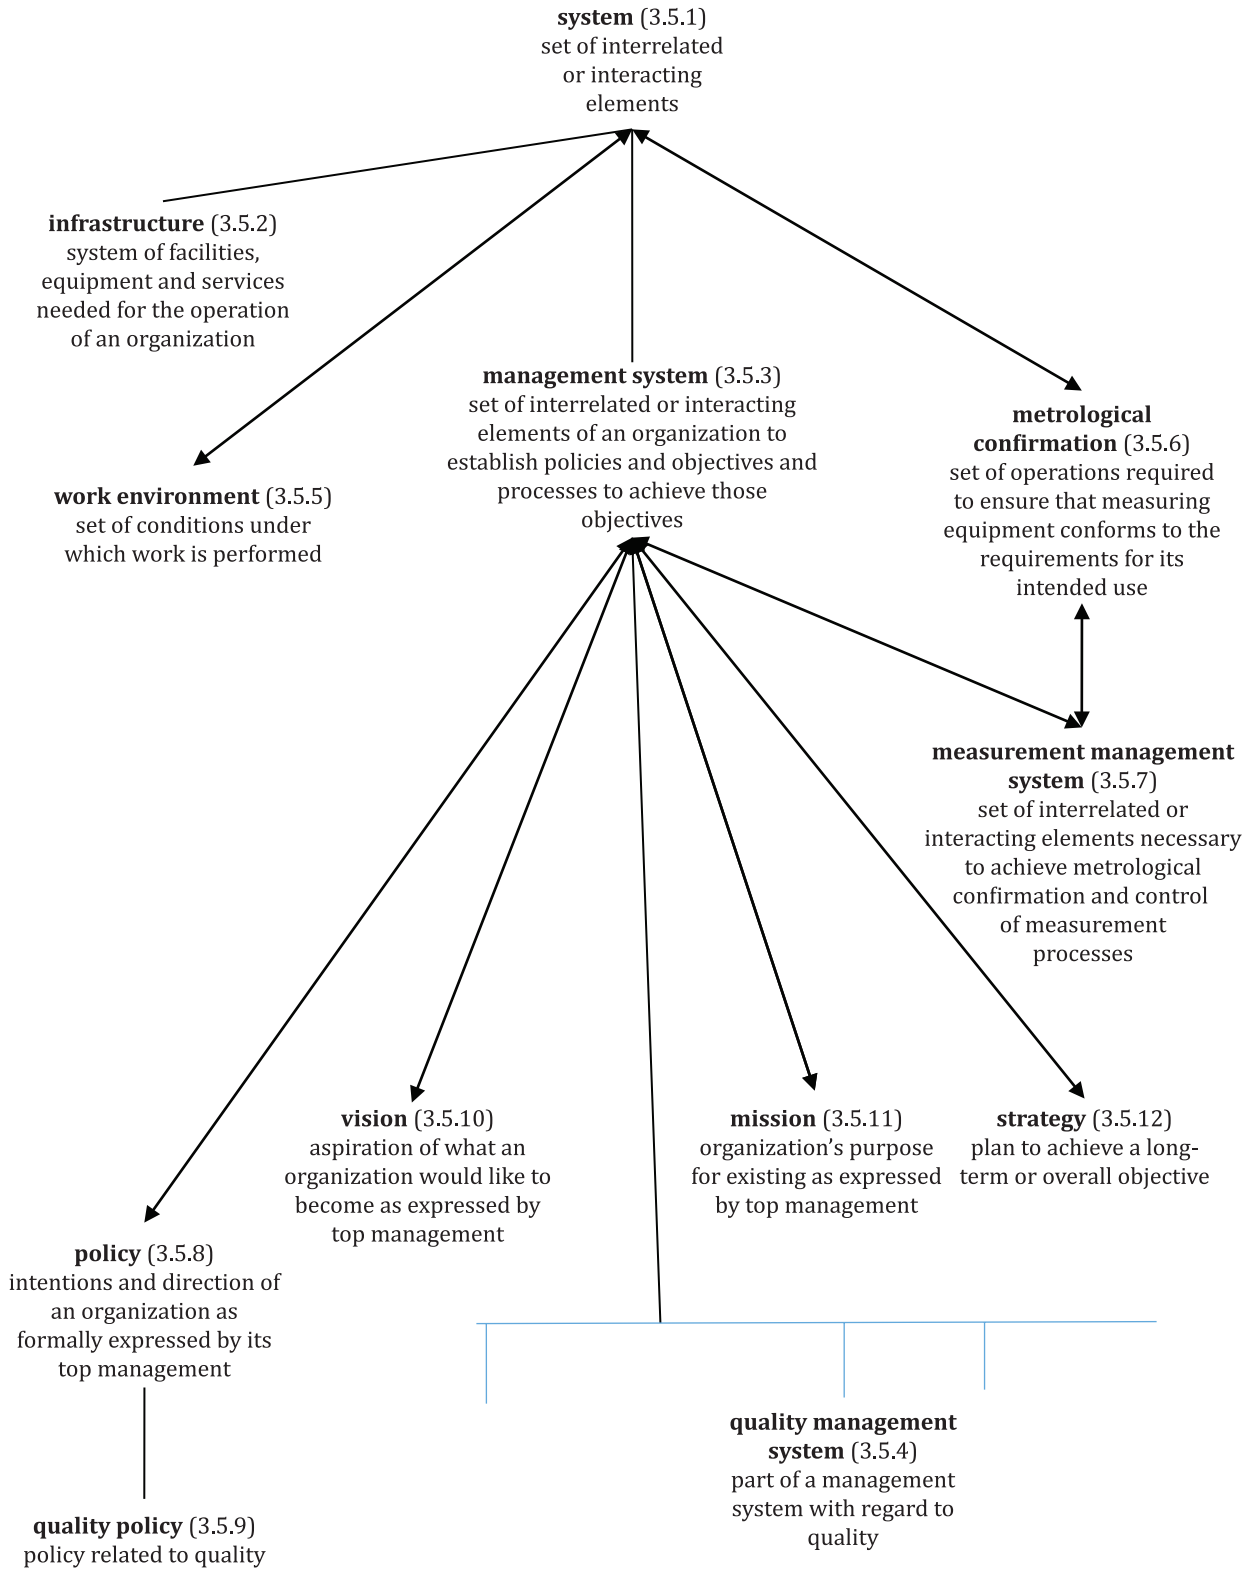 system (3.5.1)
set of interrelated
or interacting
elements
infrastructure (3.5.2)
system of facilities,
equipment and services
needed for the operation
of an organization
management system (3.5.3)
set of interrelated or interacting
elements of an organization to
establish policies and objectives and
processes to achieve those
objectives
metrological
confirmation (3.5.6)
set of operations required
to ensure that measuring
equipment conforms to the
requirements for its
intended use
work environment (3.5.5)
set of conditions under
which work is performed
measurement management
system (3.5.7)
set of interrelated or
interacting elements necessary
to achieve metrological
confirmation and control
of measurement
processes
vision (3.5.10)
aspiration of what an
organization would like to
become as expressed by
top management
mission (3.5.11)
organization’s purpose
for existing as expressed
by top management
strategy (3.5.12)
plan to achieve a long-
term or overall objective
policy (3.5.8)
intentions and direction of
an organization as
formally expressed by its
top management
quality management
system (3.5.4)
part of a management
system with regard to
quality
quality policy (3.5.9)
policy related to quality